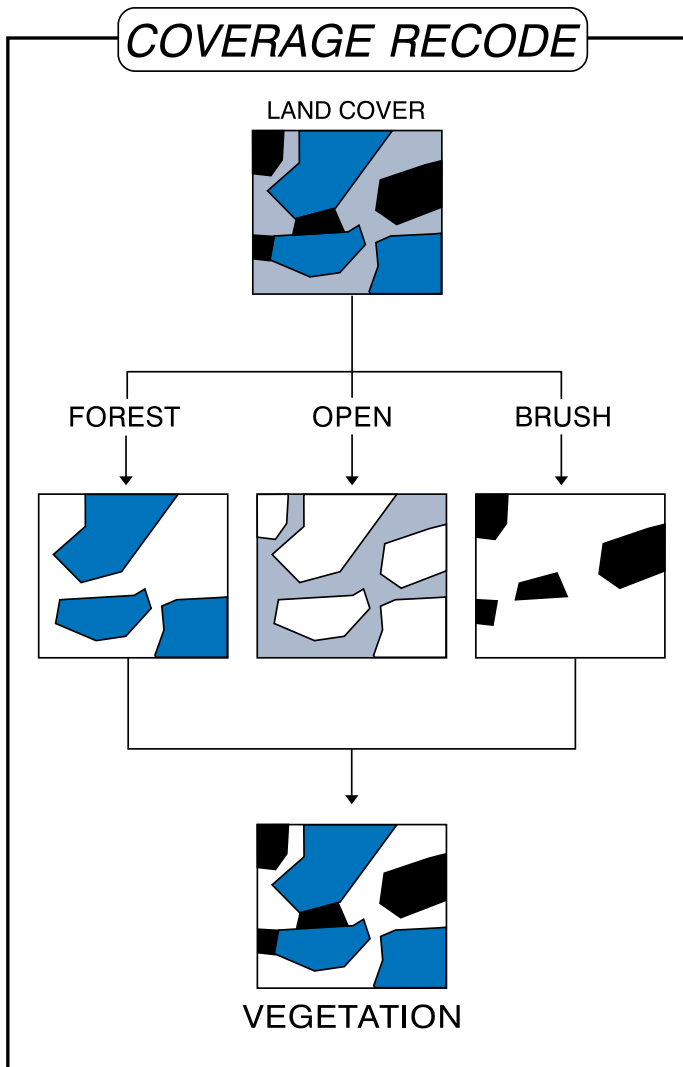 COVERAGE RECODE
LAND COVER
FOREST
OPEN
BRUSH
VEGETATION